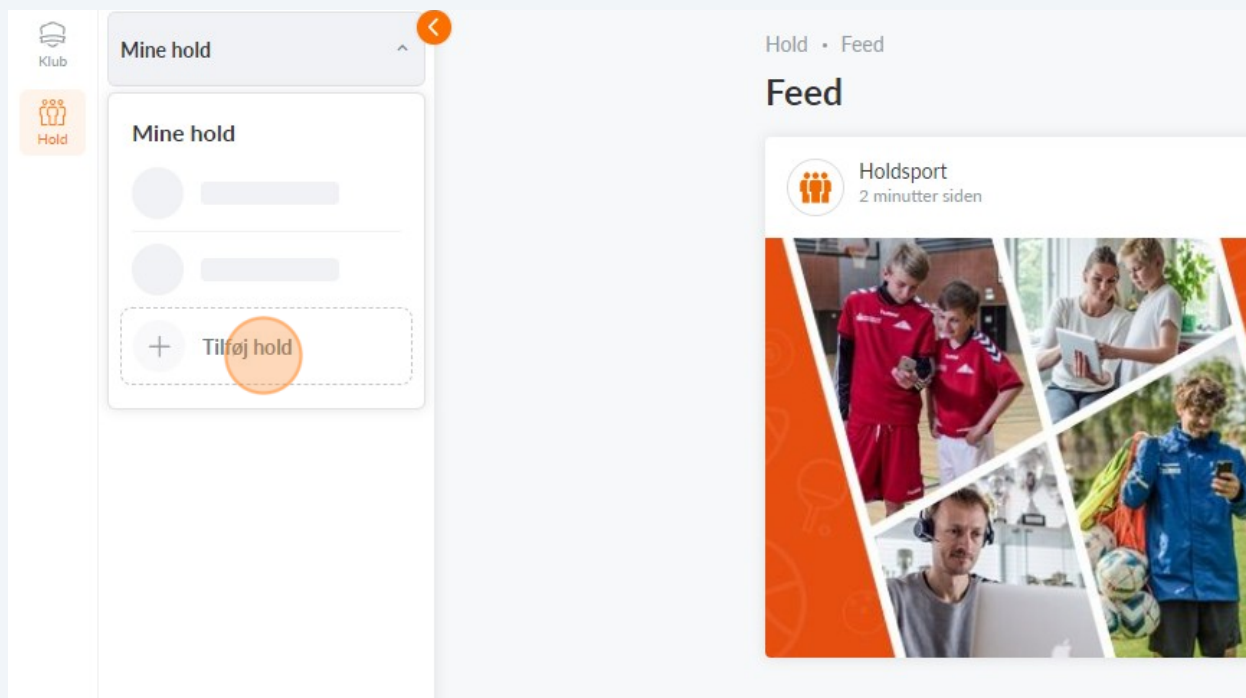 Klub
Hold
Mine hold
Mine hold
Tilføj hold
Hold • Feed
Feed
Holdsport
2 minutter siden